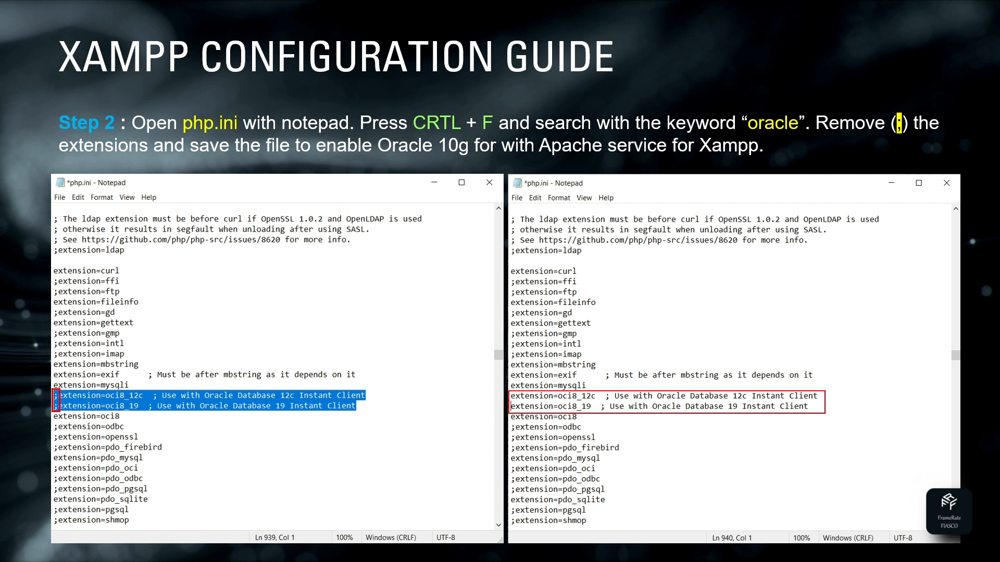 XAMPP CONFIGURATION GUIDE
Step 2 : Open php.ini with notepad. Press CRTL + F and search with the keyword “oracle”. Remove (;) the
extensions and save the file to enable Oracle 10g for with Apache service for Xampp.
*php.ini - Notepad
File Edit Format View Help
; The ldap extension must be before curl if OpenSSL 1.0.2 and OpenLDAP is used
; otherwise it results in segfault when unloading after using SASL.
; See https://github.com/php/php-src/issues/8620 for more info.
;extension=ldap
extension=curl
;extension=ffi
;extension=ftp
extension=fileinfo
;extension=gd
extension=gettext
;extension=gmp
;extension=intl
;extension=imap
extension=mbstring
extension=exif      ; Must be after mbstring as it depends on it
extension=mysqli
;extension=oci8_12c  ; Use with Oracle Database 12c Instant Client
;extension=oci8_19  ; Use with Oracle Database 19 Instant Client
extension=oci8
;extension=odbc
;extension=openssl
;extension=pdo_firebird
extension=pdo_mysql
;extension=pdo_oci
;extension=pdo_odbc
;extension=pdo_pgsql
extension=pdo_sqlite
;extension=pgsql
;extension=shmop
Ln 939, Col 1 100% Windows (CRLF) UTF-8
*php.ini - Notepad
File Edit Format View Help
; The ldap extension must be before curl if OpenSSL 1.0.2 and OpenLDAP is used
; otherwise it results in segfault when unloading after using SASL.
; See https://github.com/php/php-src/issues/8620 for more info.
;extension=ldap
extension=curl
;extension=ffi
;extension=ftp
extension=fileinfo
;extension=gd
extension=gettext
;extension=gmp
;extension=intl
;extension=imap
extension=mbstring
extension=exif      ; Must be after mbstring as it depends on it
extension=mysqli
extension=oci8_12c  ; Use with Oracle Database 12c Instant Client
extension=oci8_19  ; Use with Oracle Database 19 Instant Client
extension=oci8
;extension=odbc
;extension=openssl
;extension=pdo_firebird
extension=pdo_mysql
;extension=pdo_oci
;extension=pdo_odbc
;extension=pdo_pgsql
extension=pdo_sqlite
;extension=pgsql
;extension=shmop
Ln 940, Col 1 100% Windows (CRLF) UTF-8
FrameRate
FIASCO